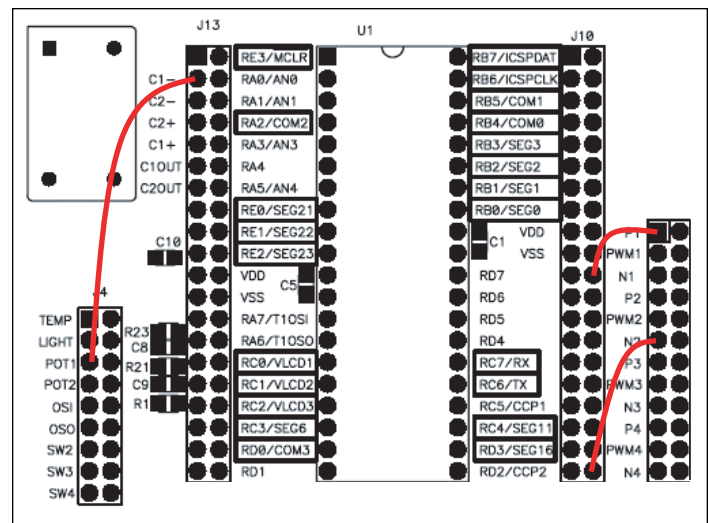 J13
U1
J10
C1-
C2-
C2+
C1+
C1OUT
C2OUT
RE3/MCLR
RA0/AN0
RA1/AN1
RA2/COM2
RA3/AN3
RA4
RA5/AN4
RE0/SEG21
RE1/SEG22
RE2/SEG23
VDD
VSS
RA7/T1OSI
RA6/T1OSO
RC0/VLCD1
RC1/VLCD2
RC2/VLCD3
RC3/SEG6
RD0/COM3
RD1
C10
C5
R23
C8
R21
C9
R1
J4
TEMP
LIGHT
POT1
POT2
OSI
OSO
SW2
SW3
SW4
RB7/ICSPDAT
RB6/ICSPCLK
RB5/COM1
RB4/COM0
RB3/SEG3
RB2/SEG2
RB1/SEG1
RB0/SEG0
VDD
C1
VSS
RD7
RD6
RD5
RD4
RC7/RX
RC6/TX
RC5/CCP1
RC4/SEG11
RD3/SEG16
RD2/CCP2
P1
PWM1
N1
P2
PWM2
N2
P3
PWM3
N3
P4
PWM4
N4